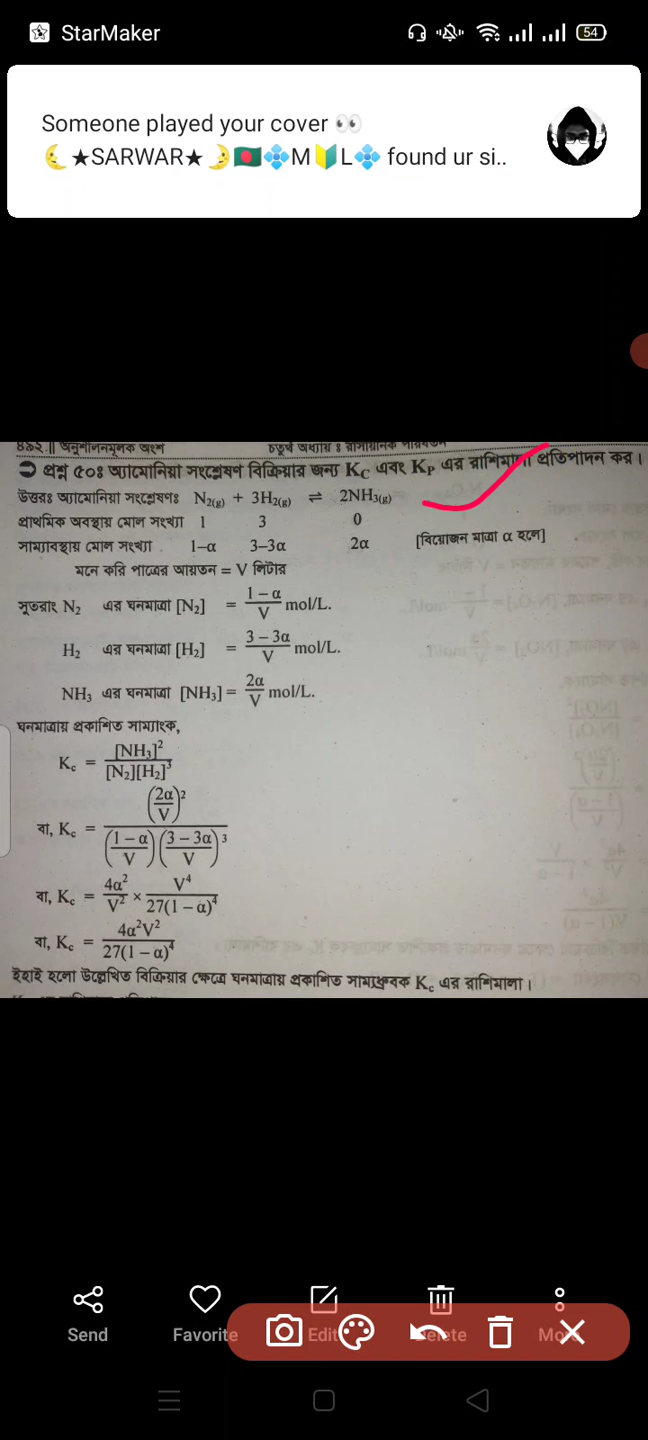 StarMaker
54
Someone played your cover 👀
🌜★SARWAR★🌛🇧🇩💠M🔰L💠 found ur si..
৪৯২ || অনুশীলনমূলক অংশ চতুর্থ অধ্যায় ঃ রাসায়নিক পরিবর্তন
➲ প্রশ্ন ৫০ঃ অ্যামোনিয়া সংশ্লেষণ বিক্রিয়ার জন্য K_C এবং K_P এর রাশিমালা প্রতিপাদন কর।
উত্তরঃ অ্যামোনিয়া সংশ্লেষণঃ N₂(g) + 3H₂(g) ⇌ 2NH₃(g)
প্রাথমিক অবস্থায় মোল সংখ্যা 1 3 0
সাম্যাবস্থায় মোল সংখ্যা 1–α 3–3α 2α [বিয়োজন মাত্রা α হলে]
মনে করি পাত্রের আয়তন = V লিটার
সুতরাং N₂ এর ঘনমাত্রা [N₂] = (1 – α)/V mol/L.
H₂ এর ঘনমাত্রা [H₂] = (3 – 3α)/V mol/L.
NH₃ এর ঘনমাত্রা [NH₃] = 2α/V mol/L.
ঘনমাত্রায় প্রকাশিত সাম্যাংক,
K_c = [NH₃]²/[N₂][H₂]³
বা, K_c = (2α/V)²/((1 – α)/V)((3 – 3α)/V)³
বা, K_c = 4α²/V² × V⁴/27(1 – α)⁴
বা, K_c = 4α²V²/27(1 – α)⁴
ইহাই হলো উল্লেখিত বিক্রিয়ার ক্ষেত্রে ঘনমাত্রায় প্রকাশিত সাম্যধ্রুবক K_c এর রাশিমালা।
Send Favorite Edit Delete More